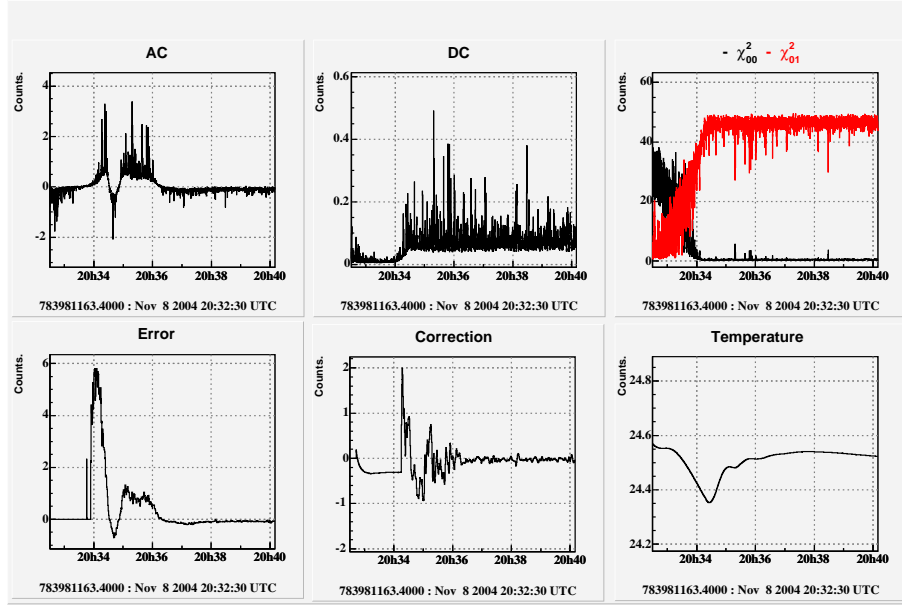 AC
Counts.
4
2
0
-2
20h34 20h36 20h38 20h40
783981163.4000 : Nov 8 2004 20:32:30 UTC
DC
Counts.
0.6
0.4
0.2
0
20h34 20h36 20h38 20h40
783981163.4000 : Nov 8 2004 20:32:30 UTC
- χ²₀₀ - χ²₀₁
Counts.
60
40
20
0
20h34 20h36 20h38 20h40
783981163.4000 : Nov 8 2004 20:32:30 UTC
Error
Counts.
6
4
2
0
20h34 20h36 20h38 20h40
783981163.4000 : Nov 8 2004 20:32:30 UTC
Correction
Counts.
2
1
0
-1
-2
20h34 20h36 20h38 20h40
783981163.4000 : Nov 8 2004 20:32:30 UTC
Temperature
Counts.
24.8
24.6
24.4
24.2
20h34 20h36 20h38 20h40
783981163.4000 : Nov 8 2004 20:32:30 UTC